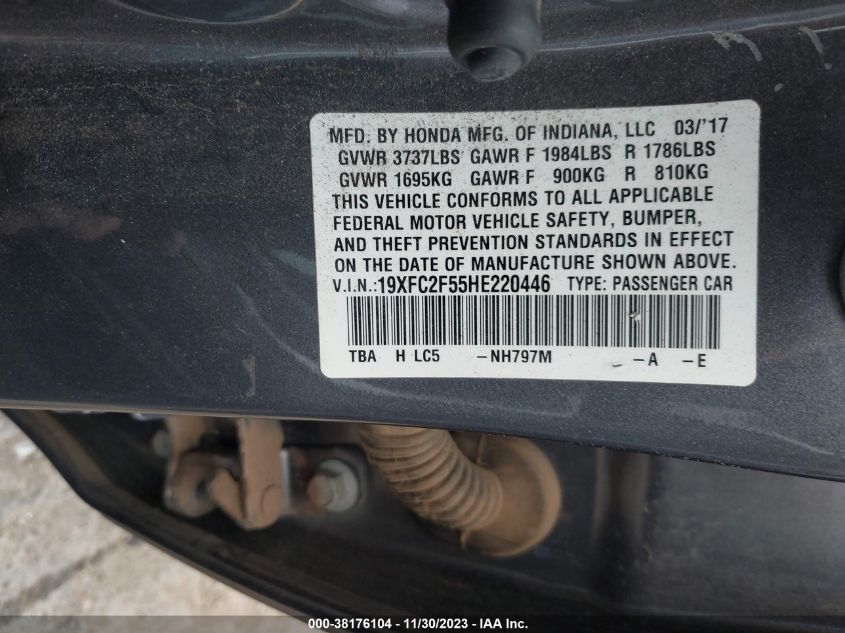 MFD. BY HONDA MFG. OF INDIANA, LLC 03/'17
GVWR 3737LBS GAWR F 1984LBS R 1786LBS
GVWR 1695KG GAWR F 900KG R 810KG
THIS VEHICLE CONFORMS TO ALL APPLICABLE
FEDERAL MOTOR VEHICLE SAFETY, BUMPER,
AND THEFT PREVENTION STANDARDS IN EFFECT
ON THE DATE OF MANUFACTURE SHOWN ABOVE.
V.I.N.:19XFC2F55HE220446 TYPE: PASSENGER CAR
TBA H LC5 -NH797M -A -E
000-38176104 - 11/30/2023 - IAA Inc.